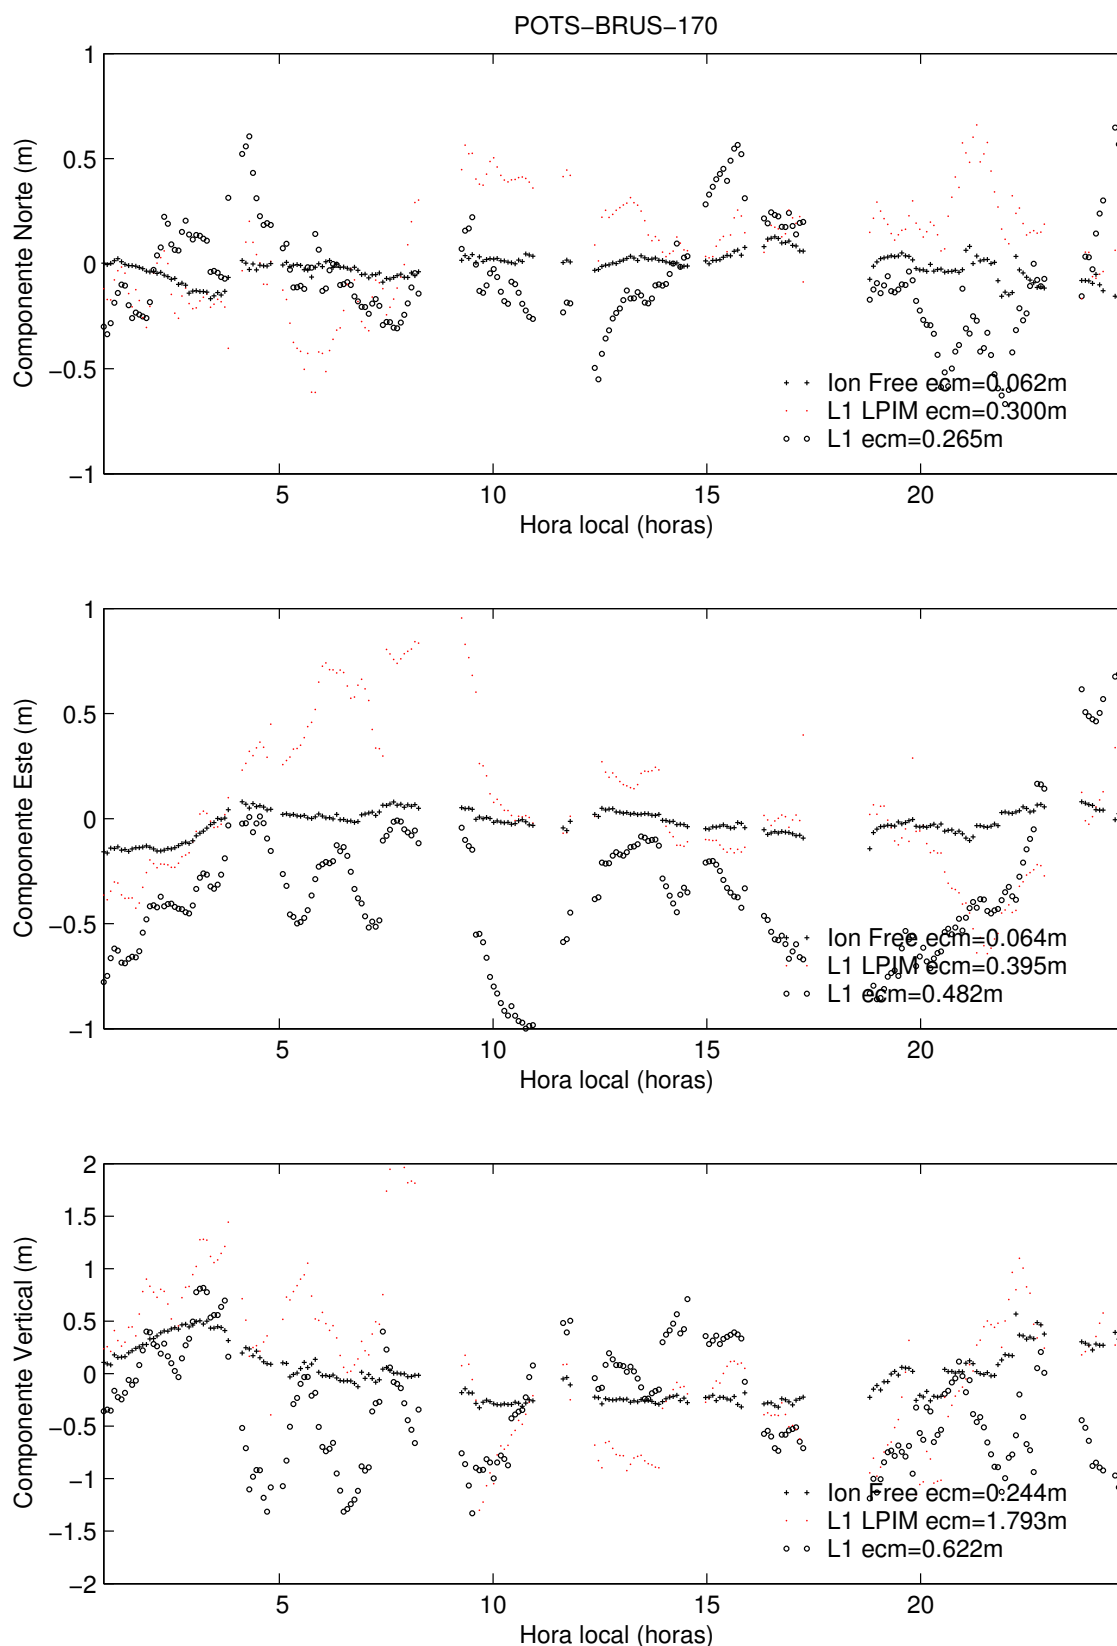 POTS−BRUS−170
1
0.5
0
−0.5
−1
Componente Norte (m)
+ + Ion Free ecm=0.062m
L1 LPIM ecm=0.300m
L1 ecm=0.265m
5 10 15 20
Hora local (horas)
1
0.5
0
−0.5
−1
Componente Este (m)
+ + Ion Free ecm=0.064m
L1 LPIM ecm=0.395m
L1 ecm=0.482m
5 10 15 20
Hora local (horas)
2
1.5
1
0.5
0
−0.5
−1
−1.5
−2
Componente Vertical (m)
+ + Ion Free ecm=0.244m
L1 LPIM ecm=1.793m
L1 ecm=0.622m
5 10 15 20
Hora local (horas)